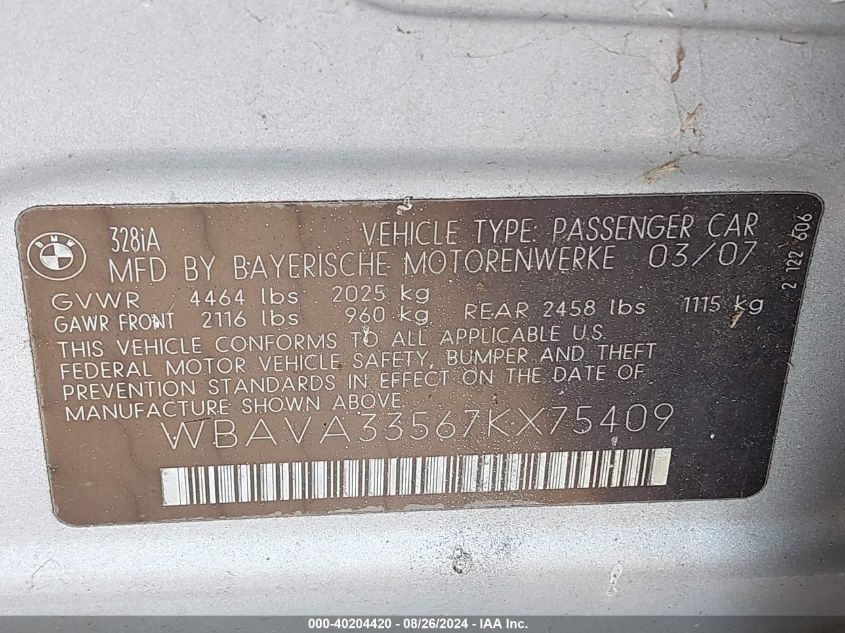 BMW
328iA
VEHICLE TYPE: PASSENGER CAR
MFD BY BAYERISCHE MOTORENWERKE 03/07
GVWR 4464 lbs 2025 kg
GAWR FRONT 2116 lbs 960 kg REAR 2458 lbs 1115 kg
THIS VEHICLE CONFORMS TO ALL APPLICABLE U.S.
FEDERAL MOTOR VEHICLE SAFETY, BUMPER AND THEFT
PREVENTION STANDARDS IN EFFECT ON THE DATE OF
MANUFACTURE SHOWN ABOVE.
WBAVA33567KX75409
2 122 606
000-40204420 - 08/26/2024 - IAA Inc.